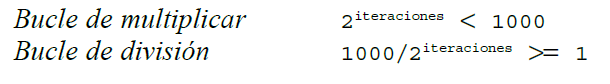 Bucle de multiplicar 2^iteraciones < 1000
Bucle de división 1000/2^iteraciones >= 1